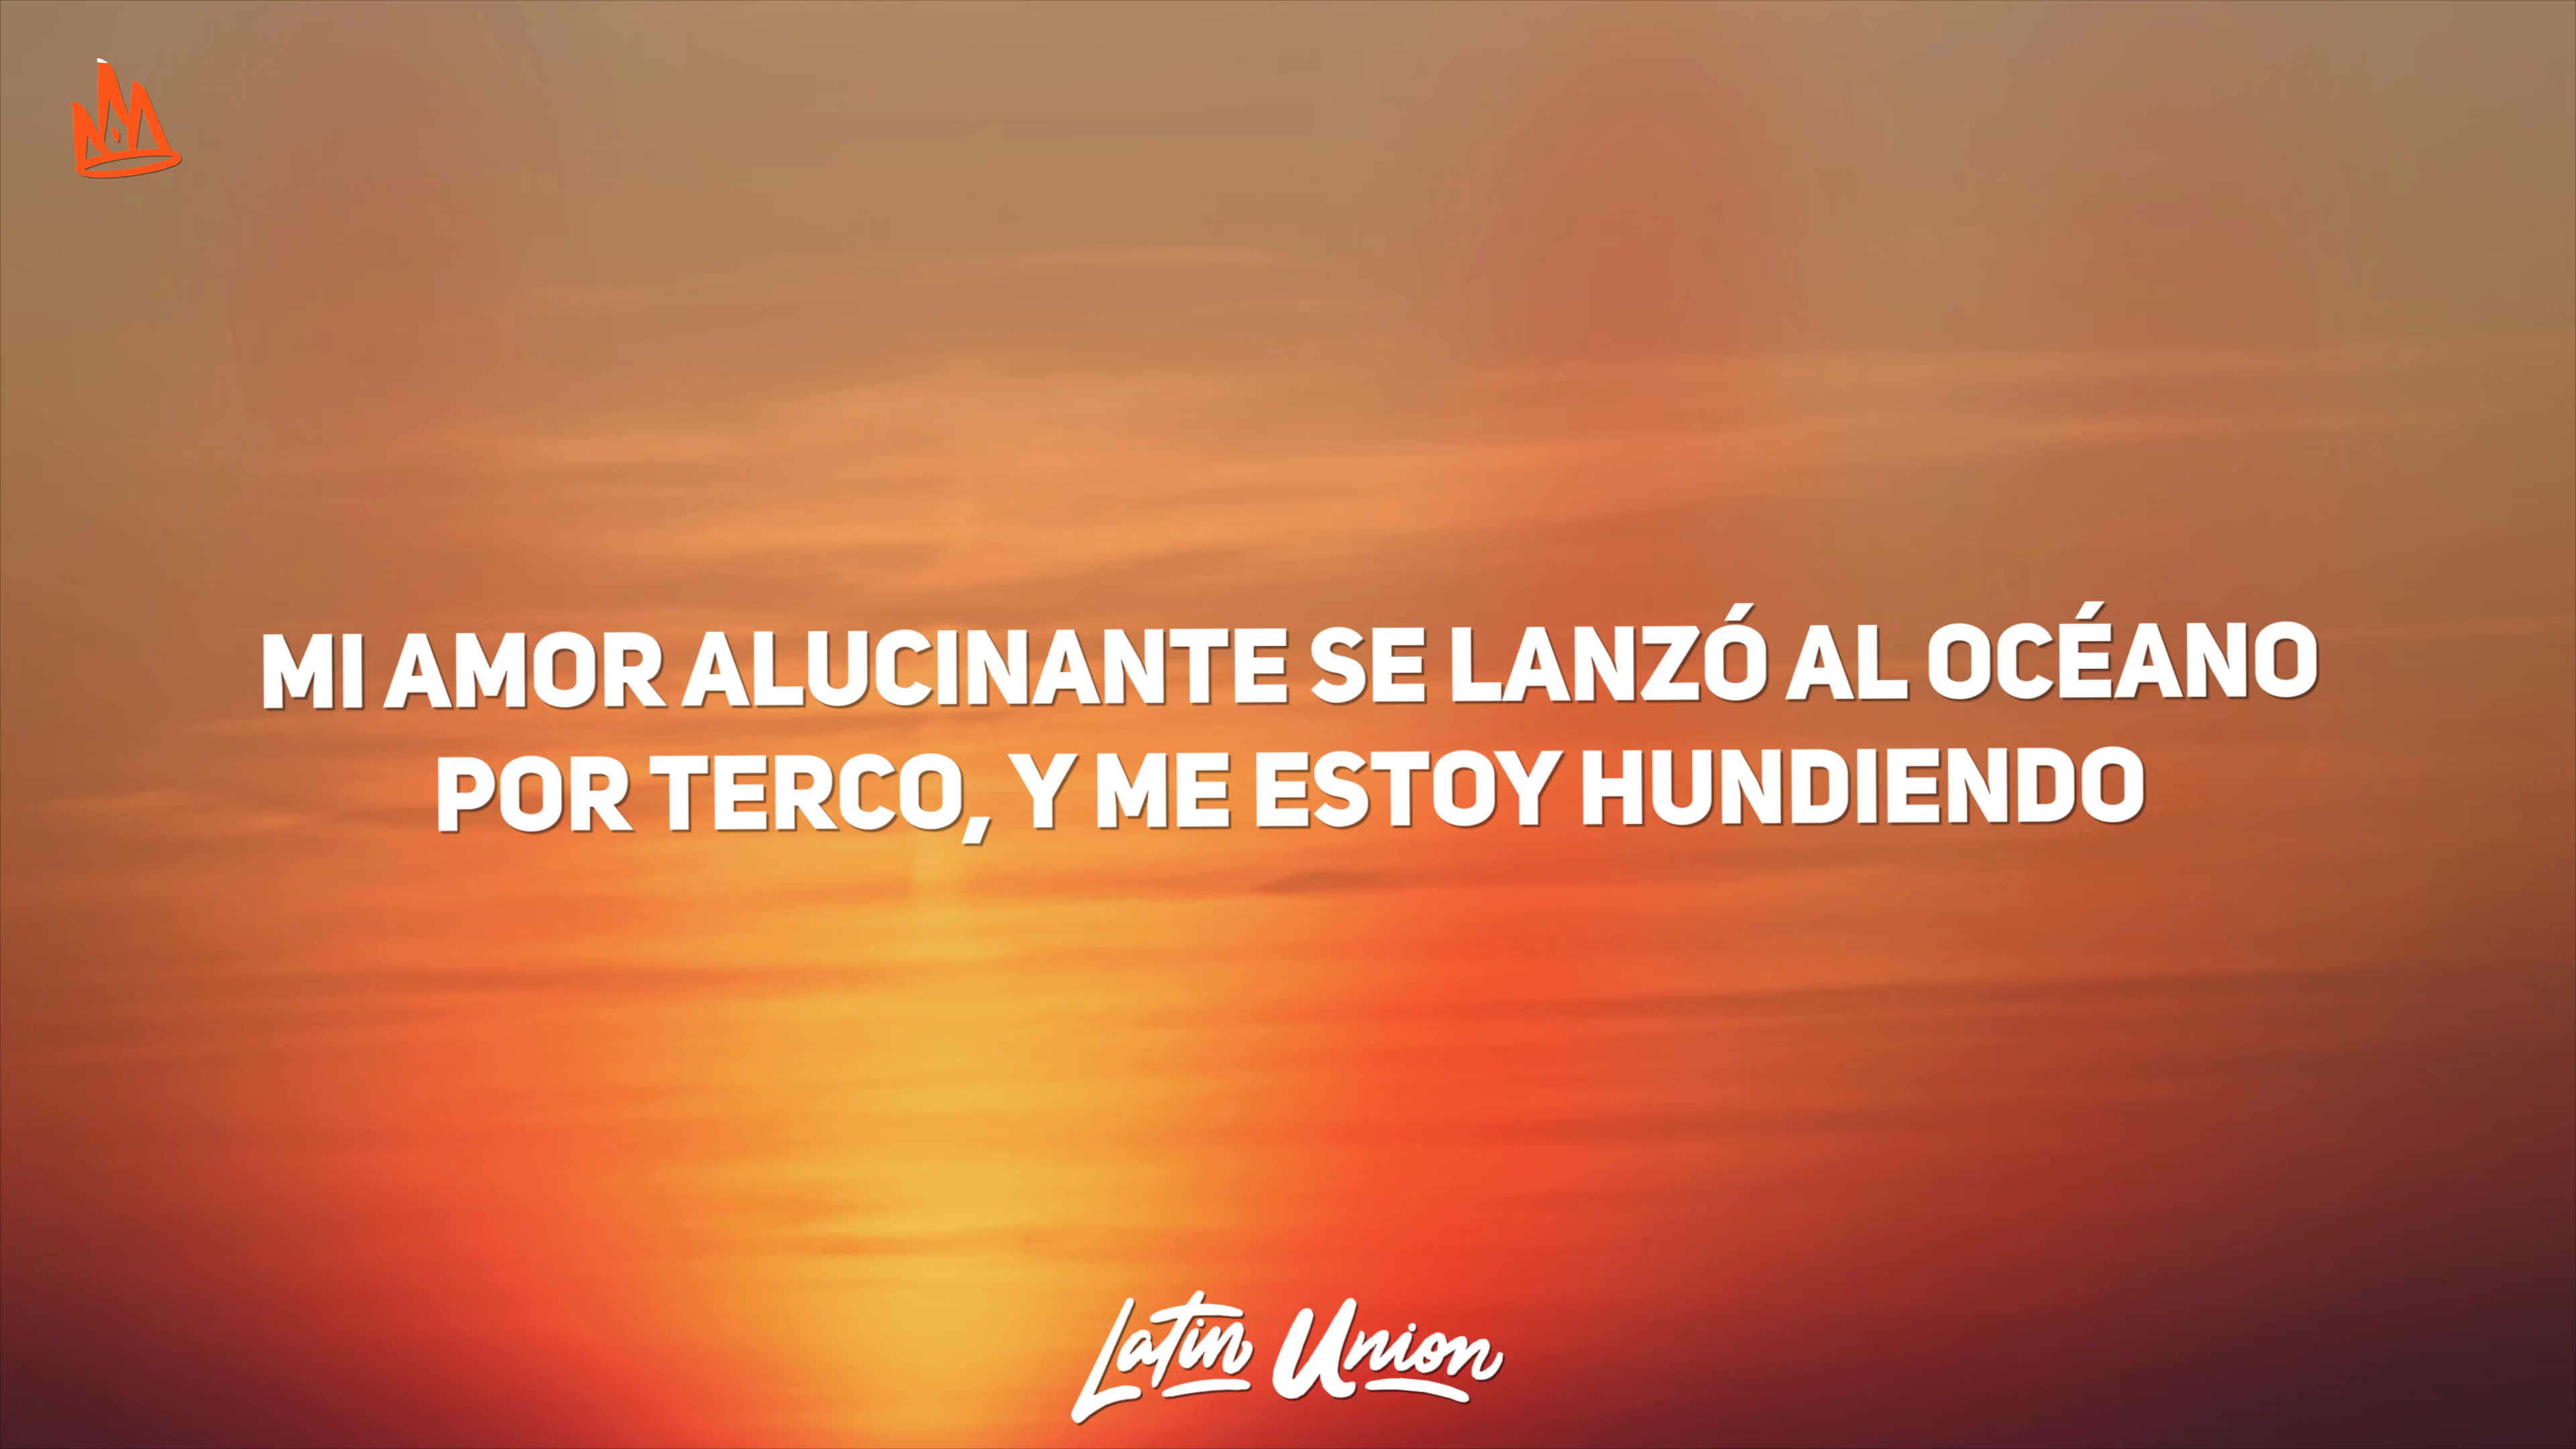 MI AMOR ALUCINANTE SE LANZÓ AL OCÉANO
POR TERCO, Y ME ESTOY HUNDIENDO
Latin Union